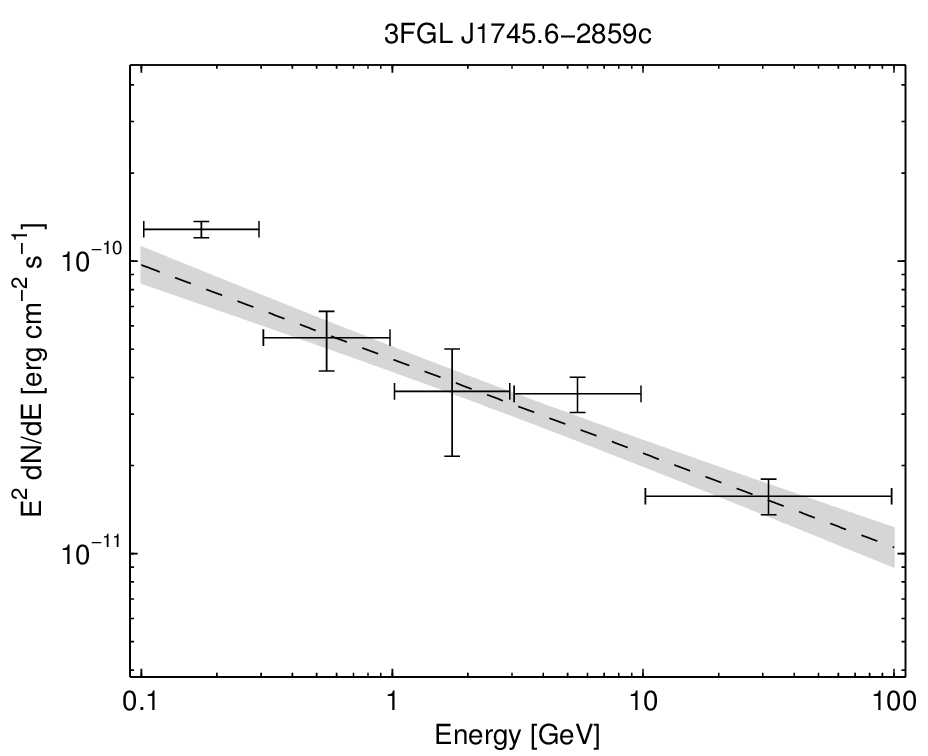 3FGL J1745.6−2859c
E² dN/dE [erg cm⁻² s⁻¹]
10⁻¹⁰
10⁻¹¹
0.1 1 10 100
Energy [GeV]